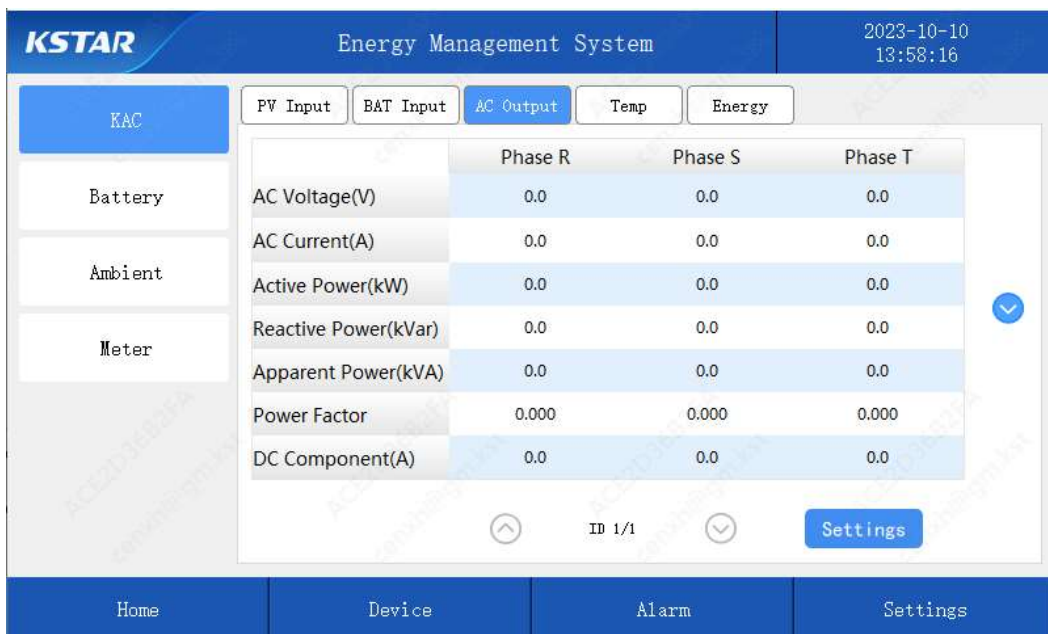 KSTAR
Energy Management System
2023-10-10
13:58:16
KAC
Battery
Ambient
Meter
PV Input BAT Input AC Output Temp Energy
Phase R Phase S Phase T
AC Voltage(V) 0.0 0.0 0.0
AC Current(A) 0.0 0.0 0.0
Active Power(kW) 0.0 0.0 0.0
Reactive Power(kVar) 0.0 0.0 0.0
Apparent Power(kVA) 0.0 0.0 0.0
Power Factor 0.000 0.000 0.000
DC Component(A) 0.0 0.0 0.0
ID 1/1
Settings
Home Device Alarm Settings